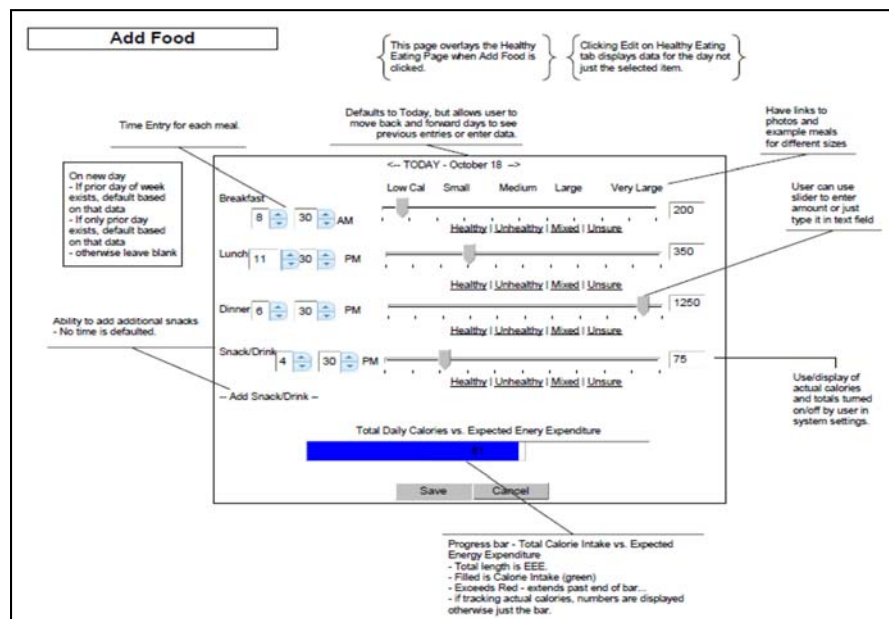 Add Food
This page overlays the Healthy
Eating Page when Add Food is
clicked.
Clicking Edit on Healthy Eating
tab displays data for the day not
just the selected item.
Time Entry for each meal.
Defaults to Today, but allows user to
move back and forward days to see
previous entries or enter data.
Have links to
photos and
example meals
for different sizes
On new day
- If prior day of week
exists, default based
on that data
- If only prior day
exists, default based
on that data
- otherwise leave blank
<-- TODAY - October 18 -->
Low Cal Small Medium Large Very Large
Breakfast
8 30 AM 200
Healthy | Unhealthy | Mixed | Unsure
User can use
slider to enter
amount or just
type it in text field
Lunch 11 30 PM 350
Healthy | Unhealthy | Mixed | Unsure
Dinner 6 30 PM 1250
Healthy | Unhealthy | Mixed | Unsure
Ability to add additional snacks
- No time is defaulted.
Snack/Drink 4 30 PM 75
Healthy | Unhealthy | Mixed | Unsure
-- Add Snack/Drink --
Use/display of
actual calories
and totals turned
on/off by user in
system settings.
Total Daily Calories vs. Expected Enery Expenditure
Save Cancel
Progress bar - Total Calorie Intake vs. Expected
Energy Expenditure
- Total length is EEE.
- Filled is Calorie Intake (green)
- Exceeds Red - extends past end of bar...
- if tracking actual calories, numbers are displayed
otherwise just the bar.